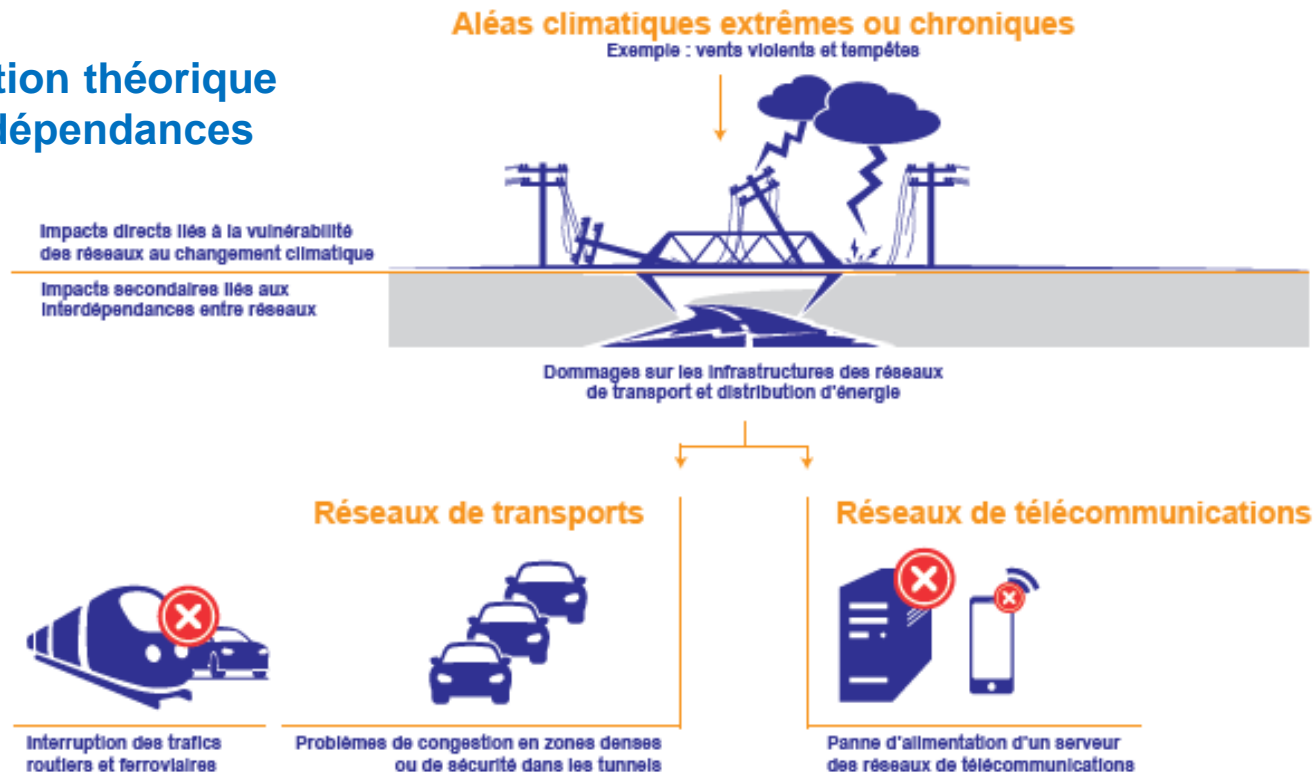 Aléas climatiques extrêmes ou chroniques
Exemple : vents violents et tempêtes
tion théorique
dépendances
Impacts directs liés à la vulnérabilité
des réseaux au changement climatique
Impacts secondaires liés aux
interdépendances entre réseaux
Dommages sur les infrastructures des réseaux
de transport et distribution d'énergie
Réseaux de transports
Réseaux de télécommunications
Interruption des trafics
routiers et ferroviaires
Problèmes de congestion en zones denses
ou de sécurité dans les tunnels
Panne d'alimentation d'un serveur
des réseaux de télécommunications